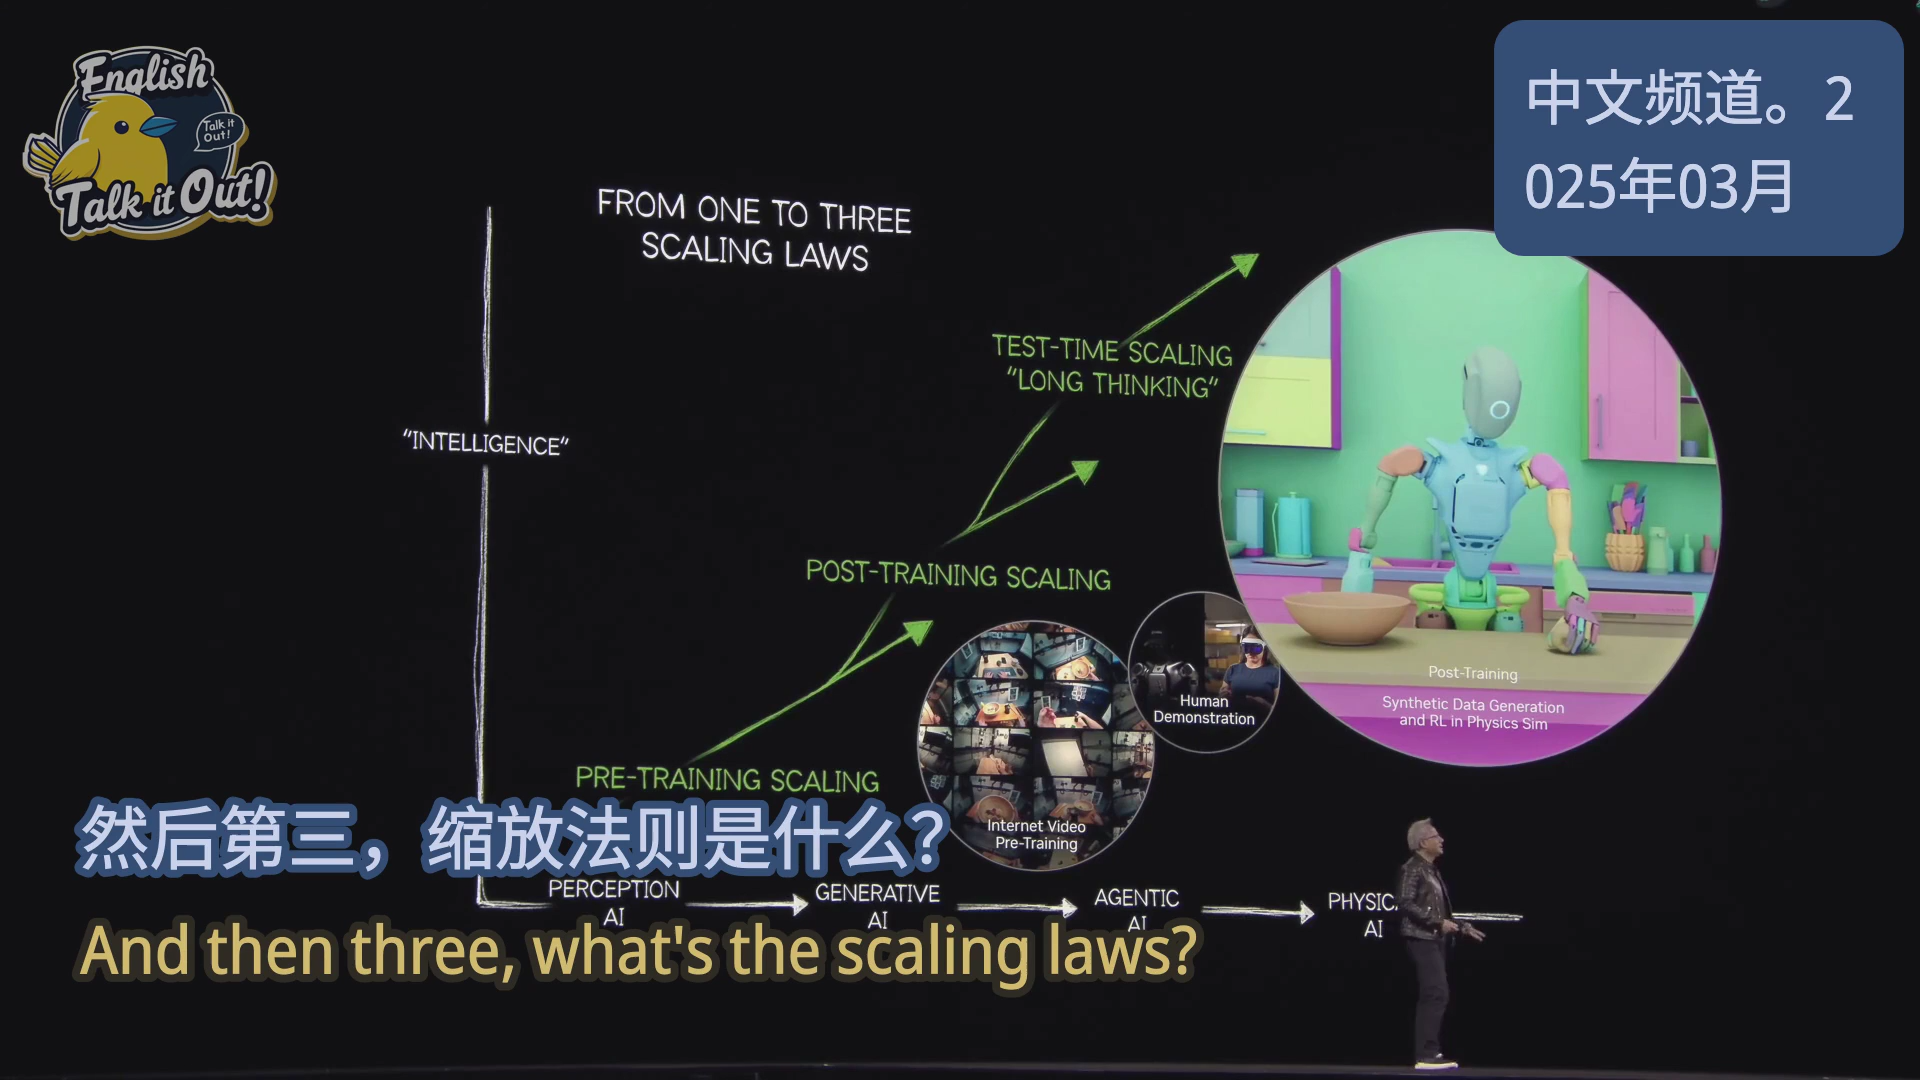 English
Talk it
Out!
Talk it Out!
中文频道。2
025年03月
FROM ONE TO THREE
SCALING LAWS
TEST-TIME SCALING
"LONG THINKING"
"INTELLIGENCE"
POST-TRAINING SCALING
PRE-TRAINING SCALING
Human
Demonstration
Post-Training
Synthetic Data Generation
and RL in Physics Sim
Internet Video
Pre-Training
然后第三，缩放法则是什么？
PERCEPTION
AI
GENERATIVE
AI
AGENTIC
AI
PHYSIC
AI
And then three, what's the scaling laws?